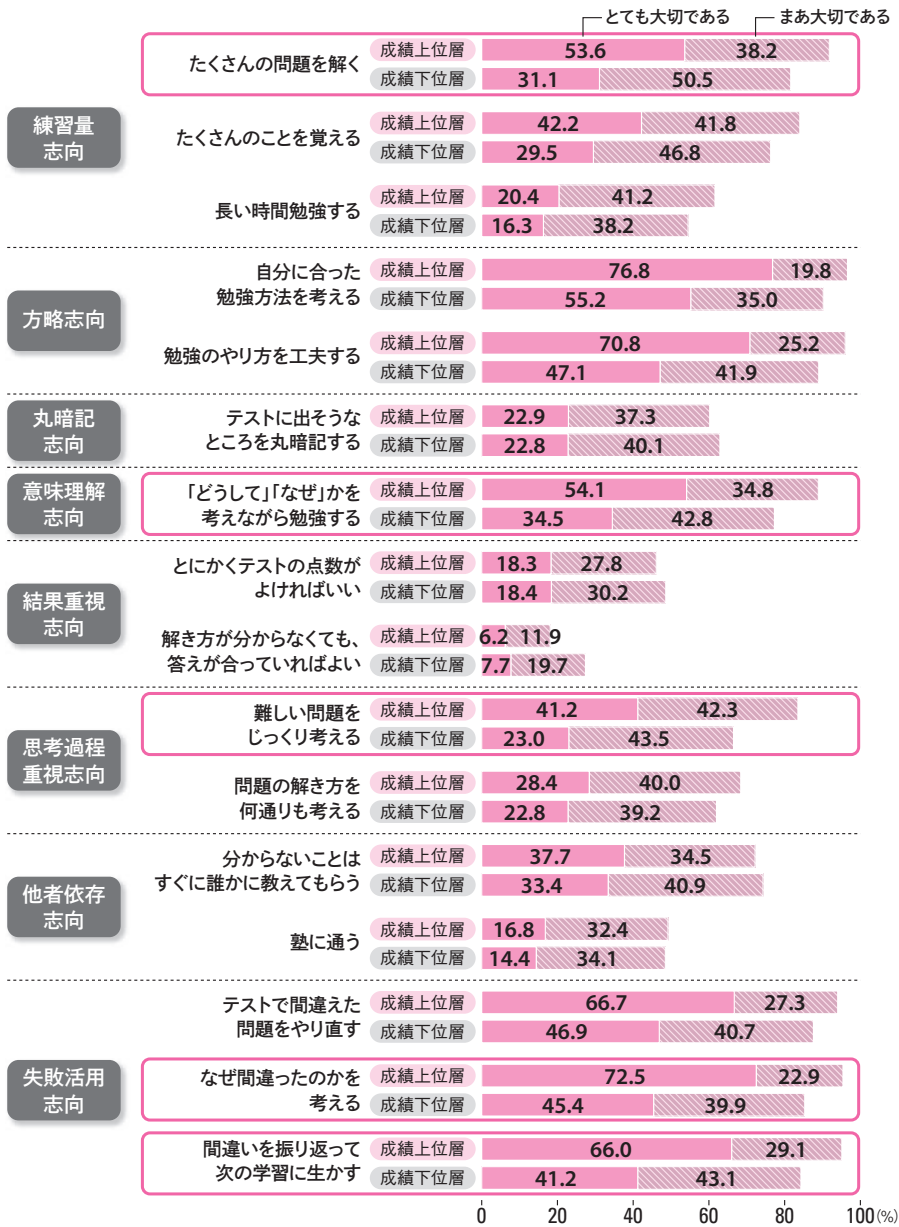 とても大切である まあ大切である
練習量
志向
たくさんの問題を解く
成績上位層 53.6 38.2
成績下位層 31.1 50.5
たくさんのことを覚える
成績上位層 42.2 41.8
成績下位層 29.5 46.8
長い時間勉強する
成績上位層 20.4 41.2
成績下位層 16.3 38.2
方略志向
自分に合った
勉強方法を考える
成績上位層 76.8 19.8
成績下位層 55.2 35.0
勉強のやり方を工夫する
成績上位層 70.8 25.2
成績下位層 47.1 41.9
丸暗記
志向
テストに出そうな
ところを丸暗記する
成績上位層 22.9 37.3
成績下位層 22.8 40.1
意味理解
志向
「どうして」「なぜ」かを
考えながら勉強する
成績上位層 54.1 34.8
成績下位層 34.5 42.8
結果重視
志向
とにかくテストの点数が
よければいい
成績上位層 18.3 27.8
成績下位層 18.4 30.2
解き方が分からなくても、
答えが合っていればよい
成績上位層 6.2 11.9
成績下位層 7.7 19.7
思考過程
重視志向
難しい問題を
じっくり考える
成績上位層 41.2 42.3
成績下位層 23.0 43.5
問題の解き方を
何通りも考える
成績上位層 28.4 40.0
成績下位層 22.8 39.2
他者依存
志向
分からないことは
すぐに誰かに教えてもらう
成績上位層 37.7 34.5
成績下位層 33.4 40.9
塾に通う
成績上位層 16.8 32.4
成績下位層 14.4 34.1
失敗活用
志向
テストで間違えた
問題をやり直す
成績上位層 66.7 27.3
成績下位層 46.9 40.7
なぜ間違ったのかを
考える
成績上位層 72.5 22.9
成績下位層 45.4 39.9
間違いを振り返って
次の学習に生かす
成績上位層 66.0 29.1
成績下位層 41.2 43.1
0 20 40 60 80 100(%)